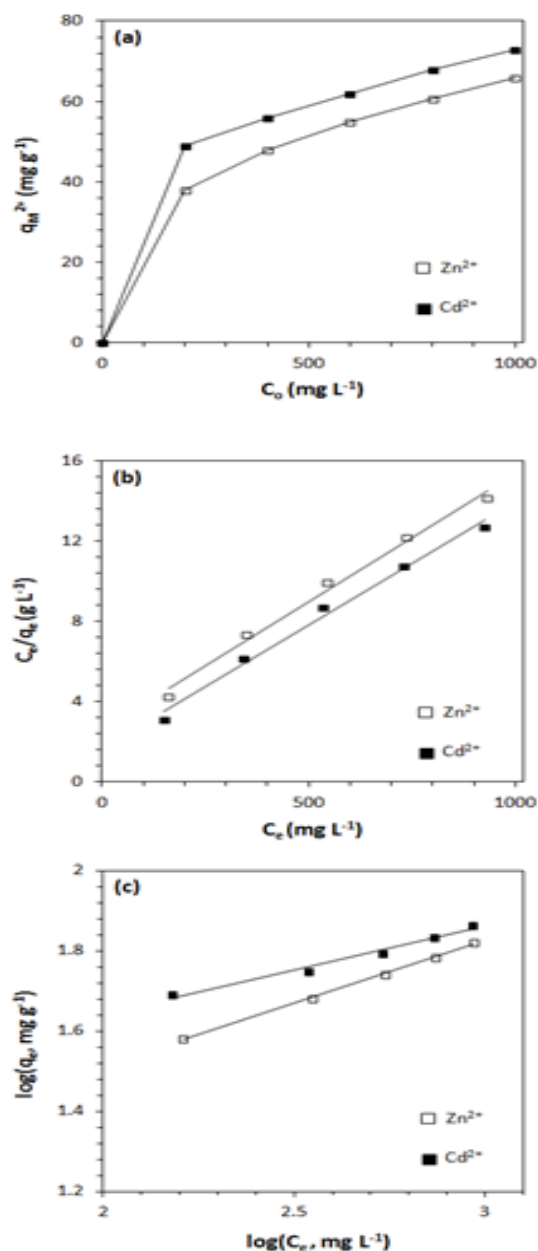 (a)
80
60
40
20
0
q_M²⁺ (mg g⁻¹)
Zn²⁺
Cd²⁺
0 500 1000
Cₒ (mg L⁻¹)
(b)
16
12
8
4
0
Cₑ/qₑ (g L⁻¹)
Zn²⁺
Cd²⁺
0 500 1000
Cₑ (mg L⁻¹)
(c)
2
1.8
1.6
1.4
1.2
log(qₑ, mg g⁻¹)
Zn²⁺
Cd²⁺
2 2.5 3
log(Cₑ, mg L⁻¹)